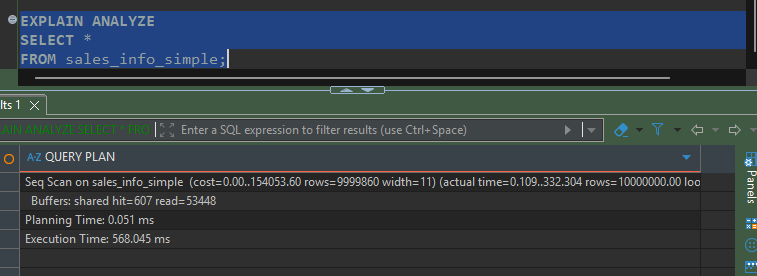 EXPLAIN ANALYZE
SELECT *
FROM sales_info_simple;
lts 1
AIN ANALYZE SELECT * FRO Enter a SQL expression to filter results (use Ctrl+Space)
A-Z QUERY PLAN
Seq Scan on sales_info_simple (cost=0.00..154053.60 rows=9999860 width=11) (actual time=0.109..332.304 rows=10000000.00 loo
Buffers: shared hit=607 read=53448
Planning Time: 0.051 ms
Execution Time: 568.045 ms
Panels